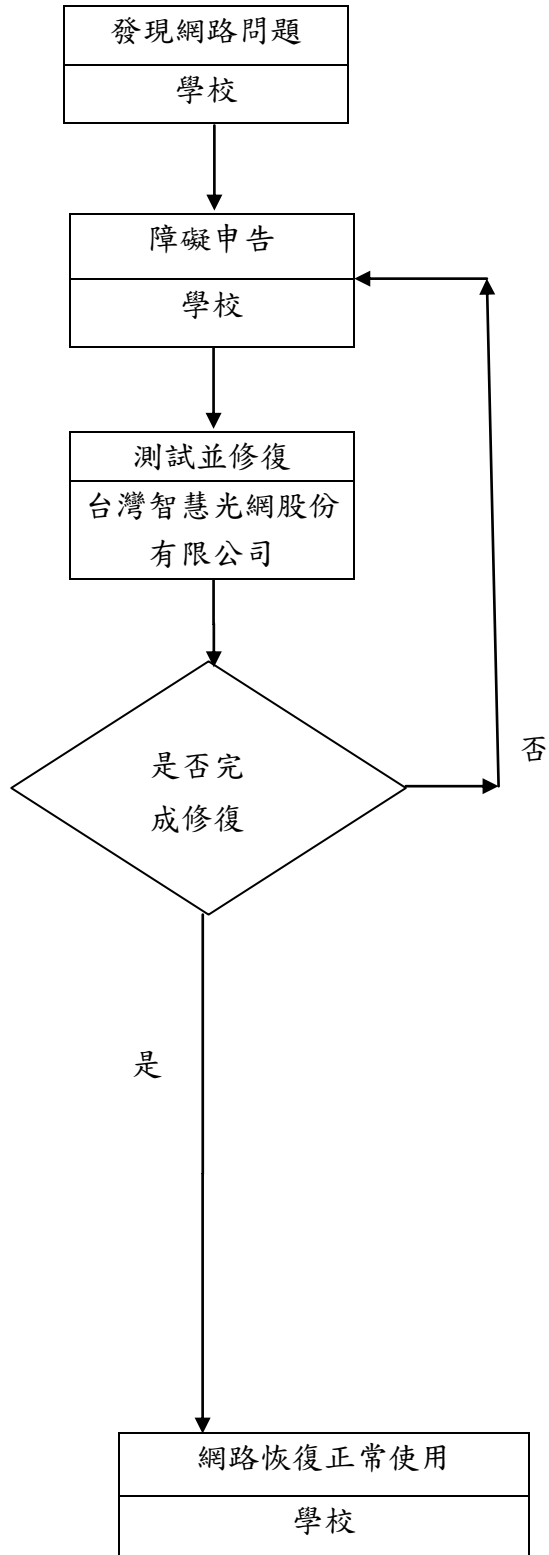 發現網路問題
學校
障礙申告
學校
測試並修復
台灣智慧光網股份
有限公司
是否完
成修復
否
是
網路恢復正常使用
學校